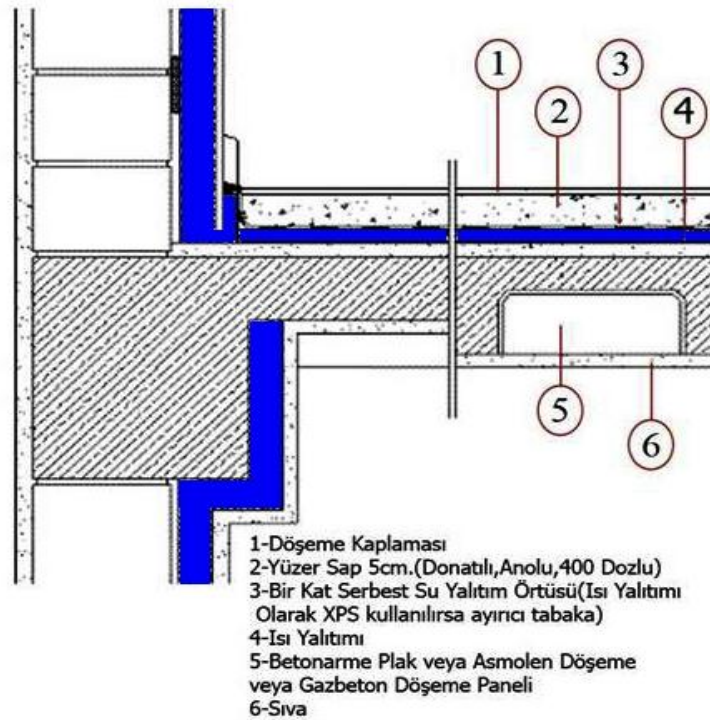 1
3
2
4
5
6
1-Döşeme Kaplaması
2-Yüzer Sap 5cm.(Donatılı,Anolu,400 Dozlu)
3-Bir Kat Serbest Su Yalıtım Örtüsü(Isı Yalıtımı
Olarak XPS kullanılırsa ayırıcı tabaka)
4-Isı Yalıtımı
5-Betonarme Plak veya Asmolen Döşeme
veya Gazbeton Döşeme Paneli
6-Sıva